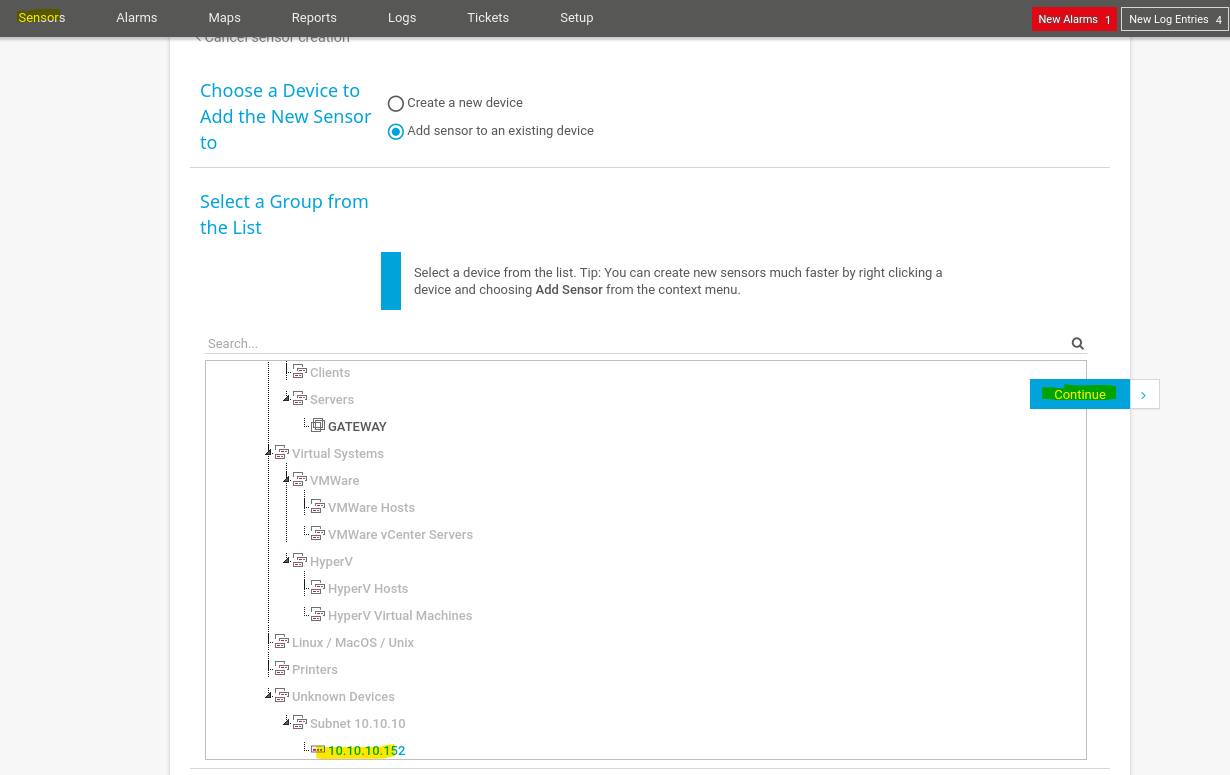 Sensors Alarms Maps Reports Logs Tickets Setup New Alarms 1 New Log Entries 4
Cancel sensor creation
Choose a Device to
Add the New Sensor
to
Create a new device
Add sensor to an existing device
Select a Group from
the List
Select a device from the list. Tip: You can create new sensors much faster by right clicking a
device and choosing Add Sensor from the context menu.
Search...
Clients
Continue
Servers
GATEWAY
Virtual Systems
VMWare
VMWare Hosts
VMWare vCenter Servers
HyperV
HyperV Hosts
HyperV Virtual Machines
Linux / MacOS / Unix
Printers
Unknown Devices
Subnet 10.10.10
10.10.10.152